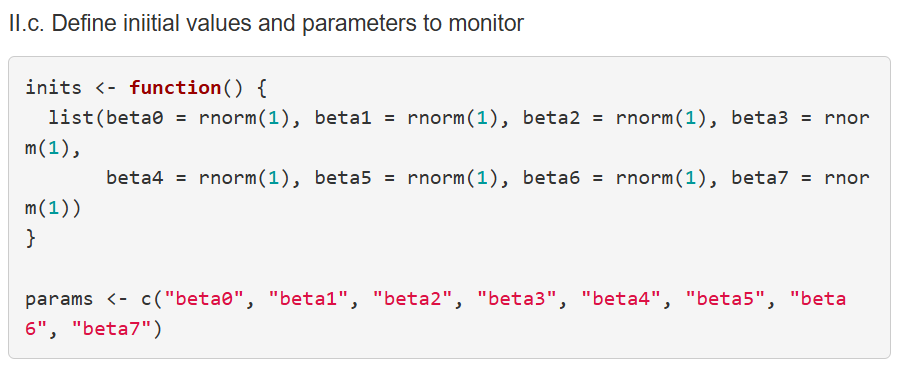 II.c. Define iniitial values and parameters to monitor
inits <- function() {
  list(beta0 = rnorm(1), beta1 = rnorm(1), beta2 = rnorm(1), beta3 = rnor
m(1),
       beta4 = rnorm(1), beta5 = rnorm(1), beta6 = rnorm(1), beta7 = rnor
m(1))
}
params <- c("beta0", "beta1", "beta2", "beta3", "beta4", "beta5", "beta
6", "beta7")